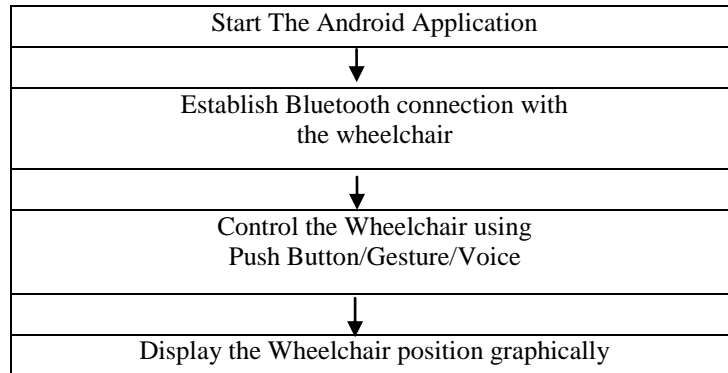 Start The Android Application
Establish Bluetooth connection with
the wheelchair
Control the Wheelchair using
Push Button/Gesture/Voice
Display the Wheelchair position graphically